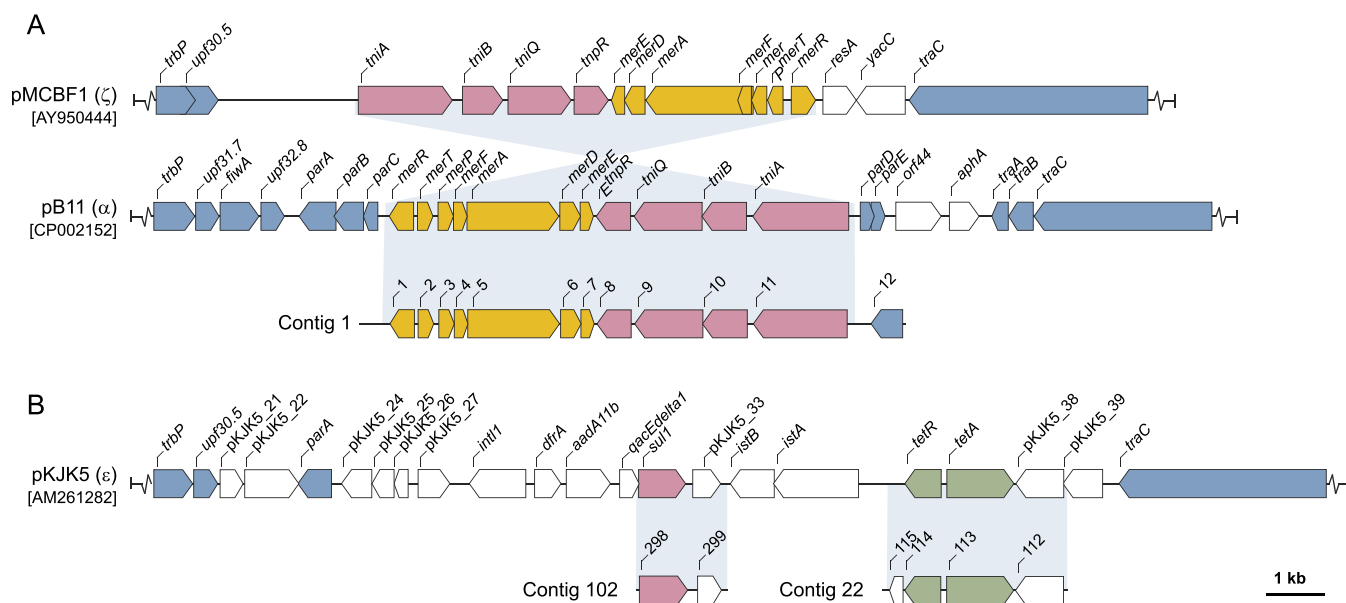 A
trbP upf30.5 tniA tniB tniQ tnpR merE merD merA merF mer P merT merR resA yacC traC
pMCBF1 (ζ)
[AY950444]
trbP upf31.7 fiwA upf32.8 parA parB parC merR merT merP merF merA merD merE E tnpR tniQ tniB tniA parD parE orf44 aphA traA traB traC
pB11 (α)
[CP002152]
1 2 3 4 5 6 7 8 9 10 11 12
Contig 1
B
trbP upf30.5 pKJK5_21 pKJK5_22 parA pKJK5_24 pKJK5_25 pKJK5_26 pKJK5_27 intI1 dfrA aadA11b qacEdelta1 sul1 pKJK5_33 istB istA tetR tetA pKJK5_38 pKJK5_39 traC
pKJK5 (ε)
[AM261282]
298 299 115 114 113 112
Contig 102 Contig 22 1 kb